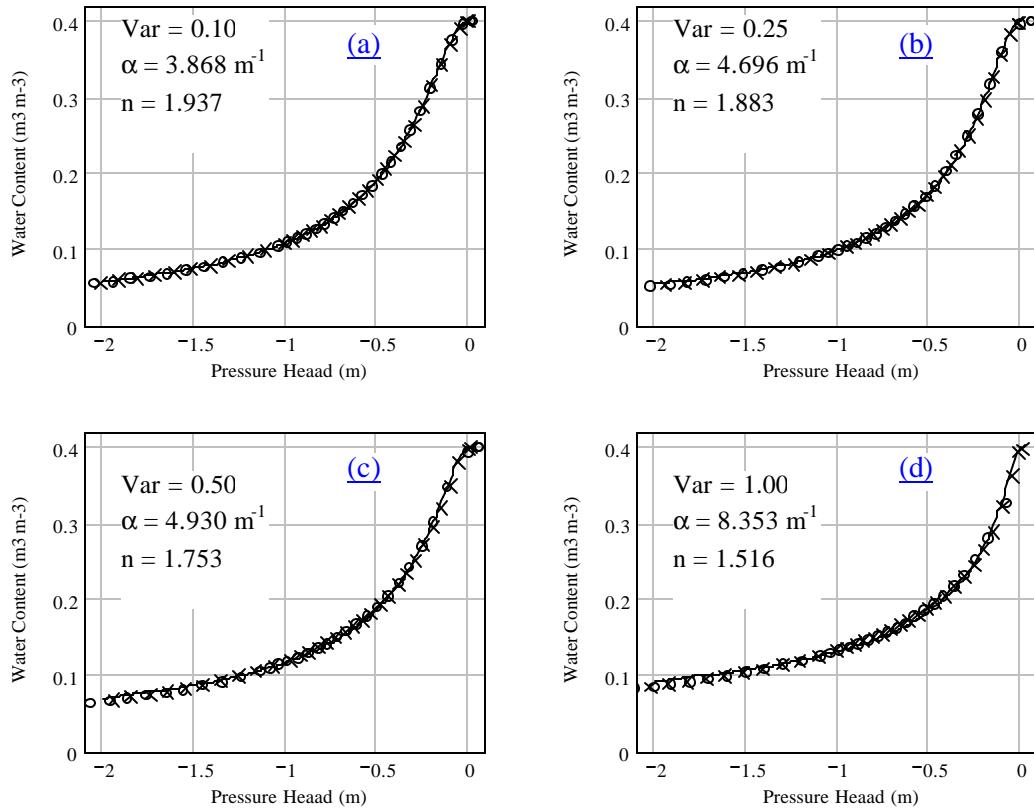 Var = 0.10
α = 3.868 m-1
n = 1.937
(a)
Water Content (m3 m-3)
0.4
0.3
0.2
0.1
0
−2
−1.5
−1
−0.5
0
Pressure Heaad (m)
Var = 0.25
α = 4.696 m-1
n = 1.883
(b)
Water Content (m3 m-3)
0.4
0.3
0.2
0.1
0
−2
−1.5
−1
−0.5
0
Pressure Heaad (m)
Var = 0.50
α = 4.930 m-1
n = 1.753
(c)
Water Content (m3 m-3)
0.4
0.3
0.2
0.1
0
−2
−1.5
−1
−0.5
0
Pressure Heaad (m)
Var = 1.00
α = 8.353 m-1
n = 1.516
(d)
Water Content (m3 m-3)
0.4
0.3
0.2
0.1
0
−2
−1.5
−1
−0.5
0
Pressure Heaad (m)